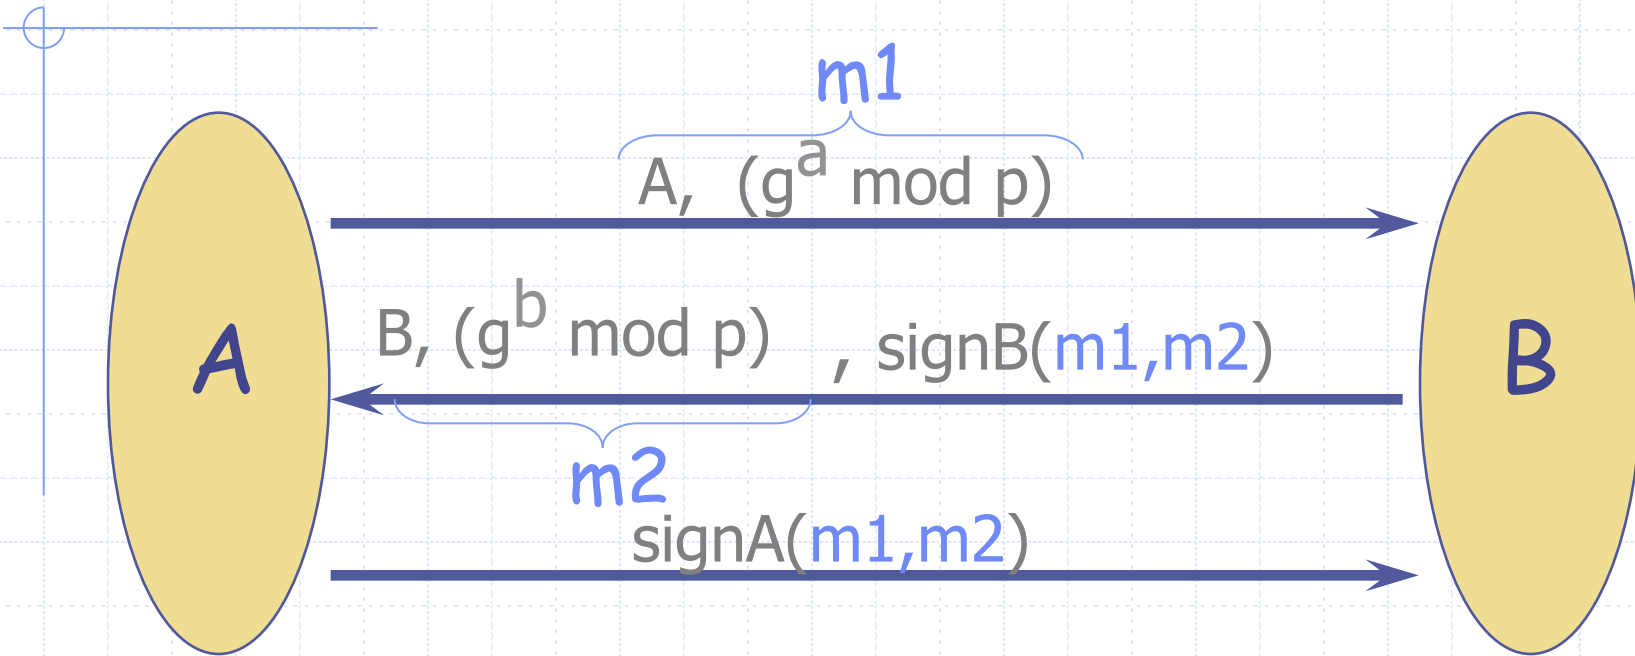 m1
A, (g^a mod p)
B, (g^b mod p) , signB(m1,m2)
A
B
m2
signA(m1,m2)